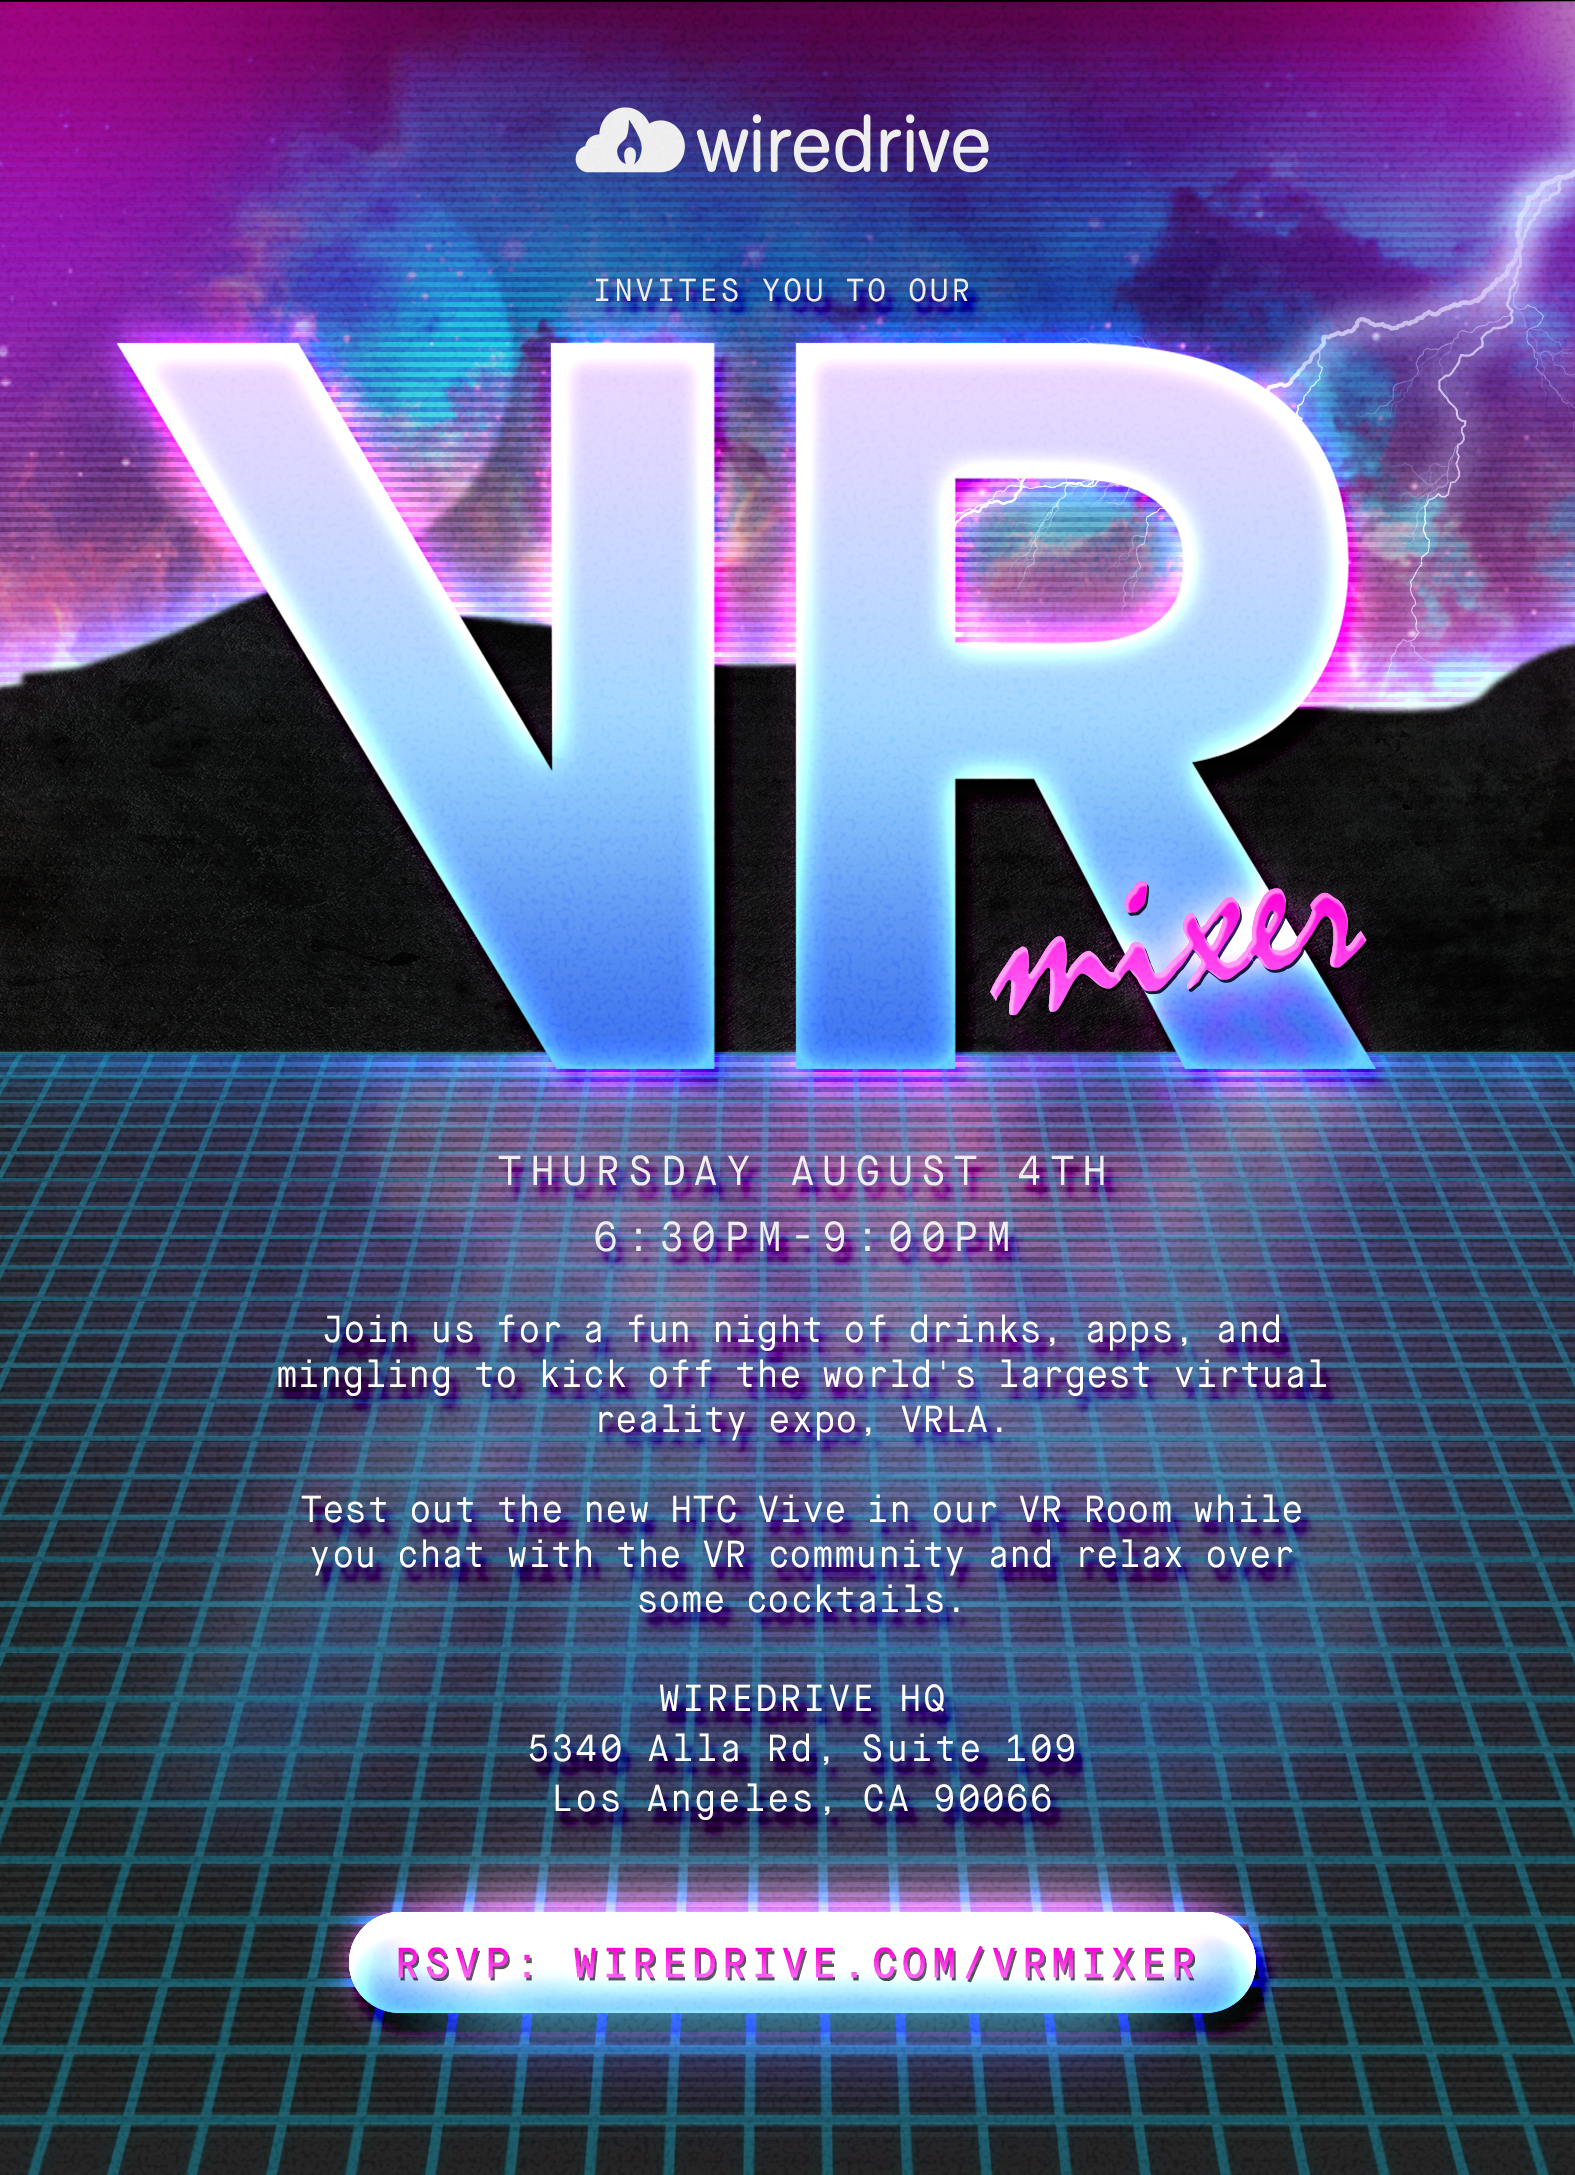 wiredrive
INVITES YOU TO OUR
VR
mixer
THURSDAY AUGUST 4TH
6:30PM-9:00PM
Join us for a fun night of drinks, apps, and
mingling to kick off the world's largest virtual
reality expo, VRLA.
Test out the new HTC Vive in our VR Room while
you chat with the VR community and relax over
some cocktails.
WIREDRIVE HQ
5340 Alla Rd, Suite 109
Los Angeles, CA 90066
RSVP: WIREDRIVE.COM/VRMIXER